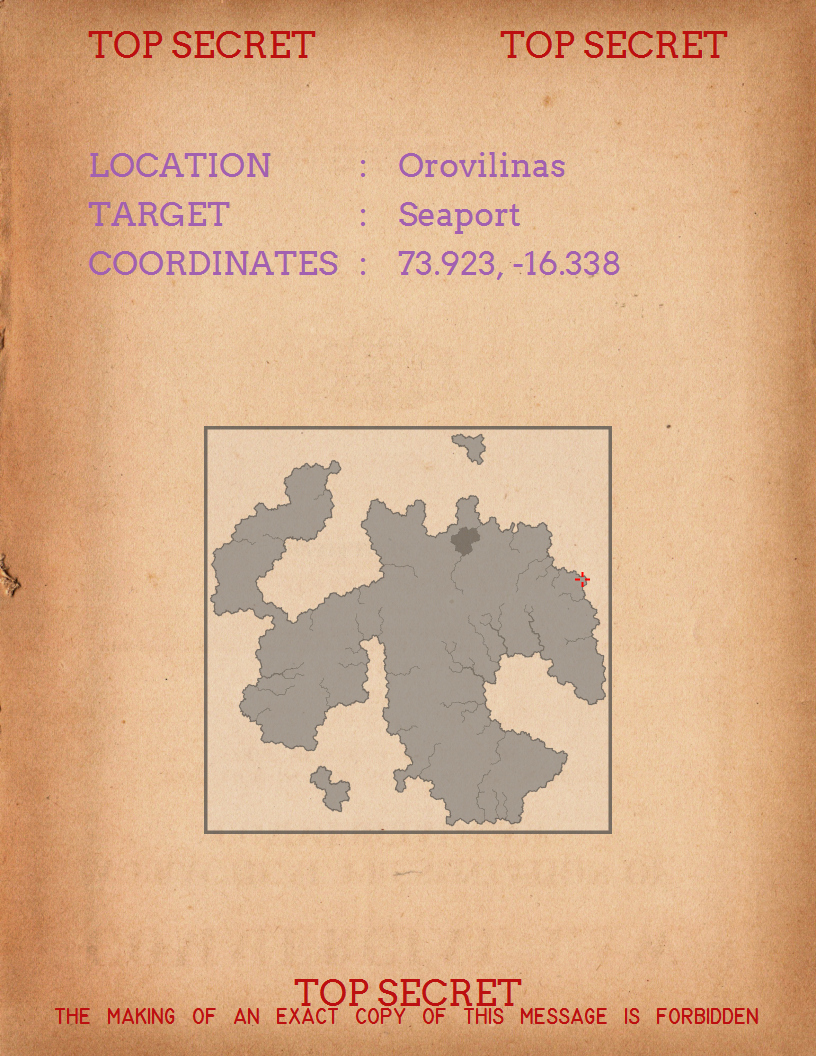 TOP SECRET TOP SECRET
LOCATION : Orovilinas
TARGET : Seaport
COORDINATES : 73.923, -16.338
TOP SECRET
THE MAKING OF AN EXACT COPY OF THIS MESSAGE IS FORBIDDEN